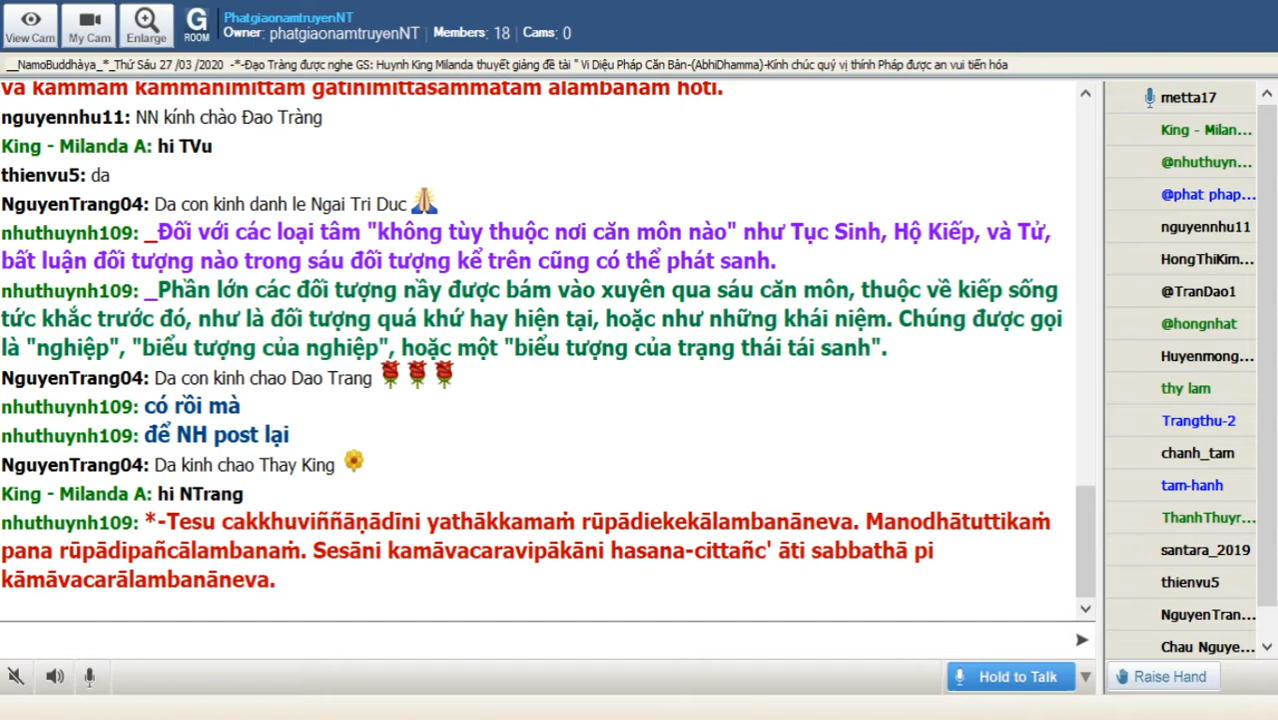 View Cam
My Cam
Enlarge
G
ROOM
PhatgiaonamtruyenNT
Owner: phatgiaonamtruyenNT | Members: 18 | Cams: 0
__NamoBuddhàya_*_Thứ Sáu 27 /03 /2020 -*-Đạo Tràng được nghe GS: Huynh King Milanda thuyết giảng đề tài " Vi Diệu Pháp Căn Bản-(AbhiDhamma)-Kính chúc quý vị thính Pháp được an vui tiến hóa
và kammaṁ kammanimittaṁ gatinimittasammataṁ ālambanaṁ hoti.
nguyennhu11: NN kính chào Đao Tràng
King - Milanda A: hi TVu
thienvu5: da
NguyenTrang04: Da con kinh danh le Ngai Tri Duc
nhuthuynh109: _Đối với các loại tâm "không tùy thuộc nơi căn môn nào" như Tục Sinh, Hộ Kiếp, và Tử,
bất luận đối tượng nào trong sáu đối tượng kể trên cũng có thể phát sanh.
nhuthuynh109: _Phần lớn các đối tượng nầy được bám vào xuyên qua sáu căn môn, thuộc về kiếp sống
tức khắc trước đó, như là đối tượng quá khứ hay hiện tại, hoặc như những khái niệm. Chúng được gọi
là "nghiệp", "biểu tượng của nghiệp", hoặc một "biểu tượng của trạng thái tái sanh".
NguyenTrang04: Da con kinh chao Dao Trang
nhuthuynh109: có rồi mà
nhuthuynh109: để NH post lại
NguyenTrang04: Da kinh chao Thay King
King - Milanda A: hi NTrang
nhuthuynh109: *-Tesu cakkhuviññāṇādīni yathākkamaṁ rūpādiekekālambanāneva. Manodhātuttikaṁ
pana rūpādipañcālambanaṁ. Sesāni kamāvacaravipākāni hasana-cittañc' āti sabbathā pi
kāmāvacarālambanāneva.
metta17
King - Milan...
@nhuthuyn...
@phat phap...
nguyennhu11
HongThiKim...
@TranDao1
@hongnhat
Huyenmong...
thy lam
Trangthu-2
chanh_tam
tam-hanh
ThanhThuyr...
santara_2019
thienvu5
NguyenTran...
Chau Nguye...
Hold to Talk
Raise Hand